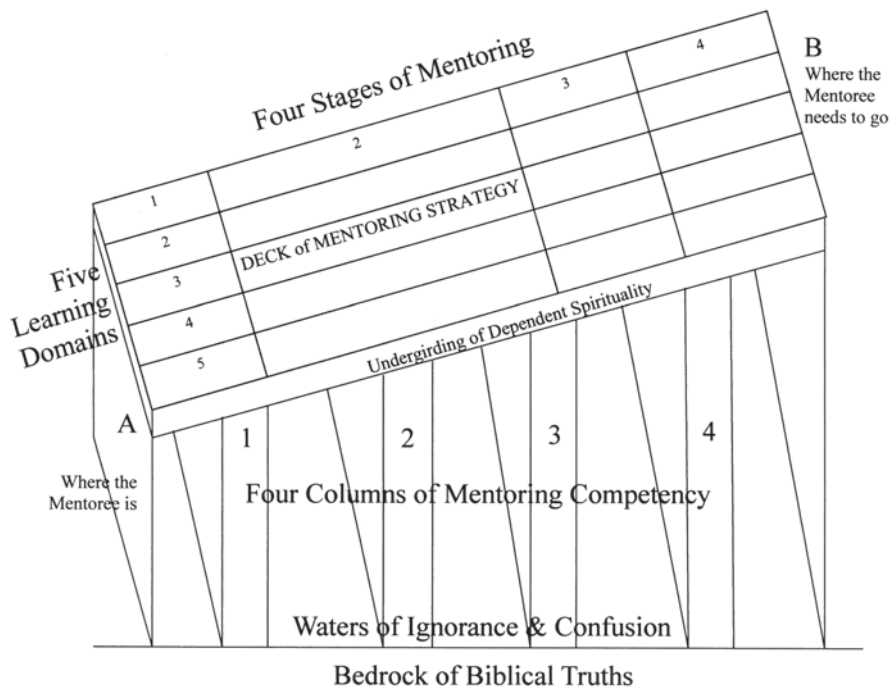 Four Stages of Mentoring
B
Where the
Mentoree
needs to go
1
2
3
4
2
3
4
5
DECK of MENTORING STRATEGY
Five
Learning
Domains
Undergirding of Dependent Spirituality
A
Where the
Mentoree is
1
2
3
4
Four Columns of Mentoring Competency
Waters of Ignorance & Confusion
Bedrock of Biblical Truths